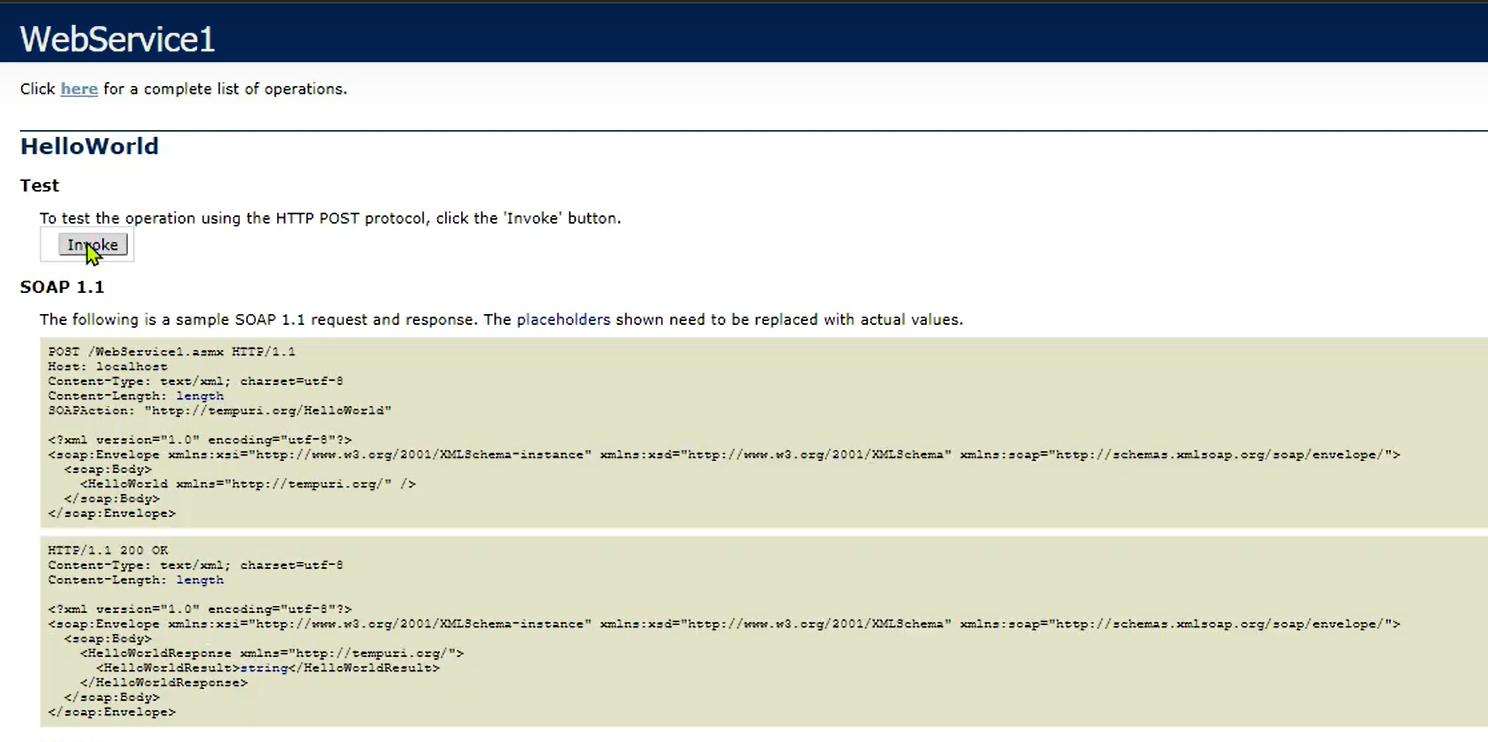 WebService1
Click here for a complete list of operations.
HelloWorld
Test
To test the operation using the HTTP POST protocol, click the 'Invoke' button.
Invoke
SOAP 1.1
The following is a sample SOAP 1.1 request and response. The placeholders shown need to be replaced with actual values.
POST /WebService1.asmx HTTP/1.1
Host: localhost
Content-Type: text/xml; charset=utf-8
Content-Length: length
SOAPAction: "http://tempuri.org/HelloWorld"
<?xml version="1.0" encoding="utf-8"?>
<soap:Envelope xmlns:xsi="http://www.w3.org/2001/XMLSchema-instance" xmlns:xsd="http://www.w3.org/2001/XMLSchema" xmlns:soap="http://schemas.xmlsoap.org/soap/envelope/">
<soap:Body>
<HelloWorld xmlns="http://tempuri.org/" />
</soap:Body>
</soap:Envelope>
HTTP/1.1 200 OK
Content-Type: text/xml; charset=utf-8
Content-Length: length
<?xml version="1.0" encoding="utf-8"?>
<soap:Envelope xmlns:xsi="http://www.w3.org/2001/XMLSchema-instance" xmlns:xsd="http://www.w3.org/2001/XMLSchema" xmlns:soap="http://schemas.xmlsoap.org/soap/envelope/">
<soap:Body>
<HelloWorldResponse xmlns="http://tempuri.org/">
<HelloWorldResult>string</HelloWorldResult>
</HelloWorldResponse>
</soap:Body>
</soap:Envelope>